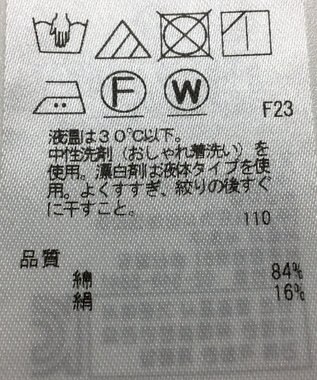 F W
F23
液温は30℃以下。
中性洗剤（おしゃれ着洗い）を
使用。漂白剤は液体タイプを使
用。よくすすぎ、絞りの後すぐ
に干すこと。
110
品質
綿 84%
絹 16%